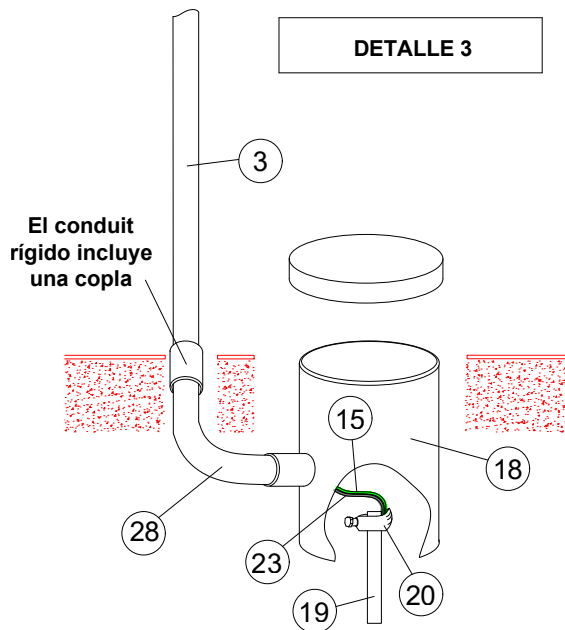 DETALLE 3
3
El conduit
rígido incluye
una copla
15
18
28
23
20
19